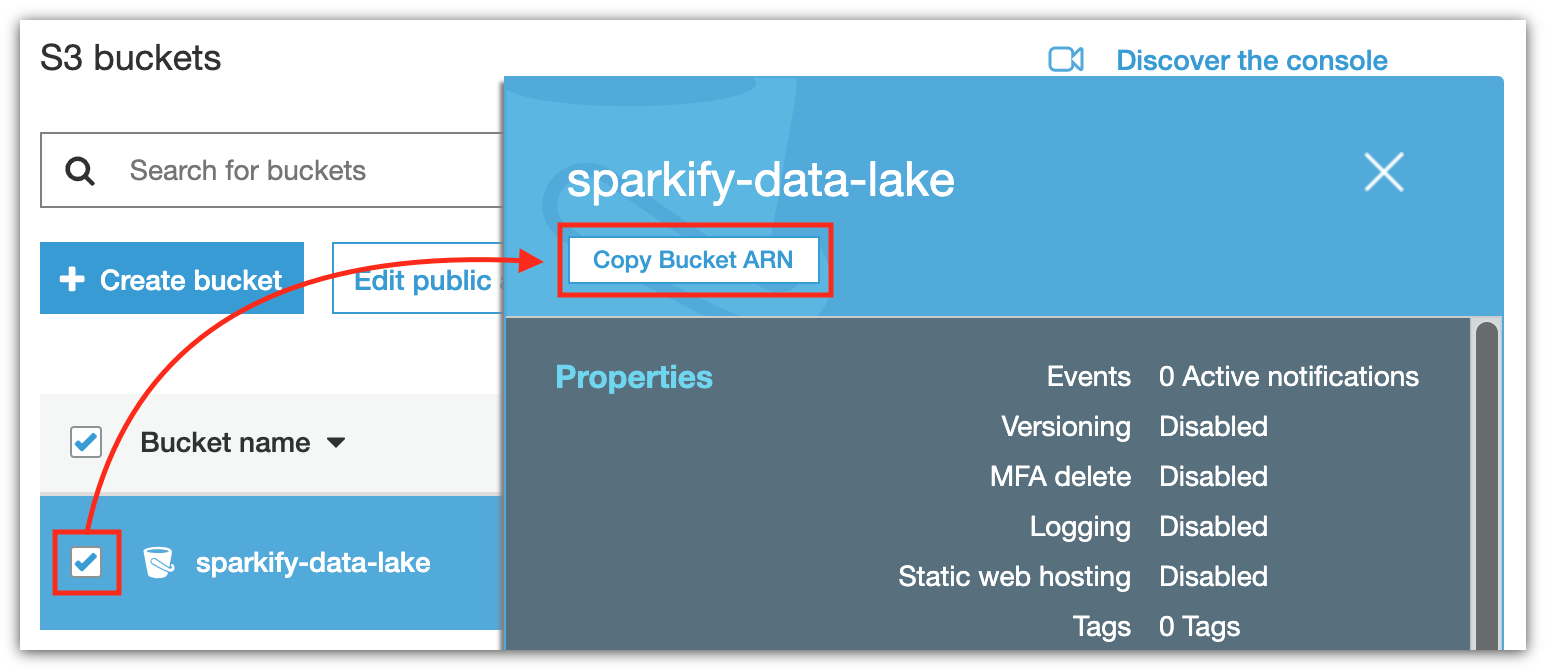 S3 buckets
Discover the console
Search for buckets
Create bucket
Edit public
Bucket name
sparkify-data-lake
sparkify-data-lake
Copy Bucket ARN
Properties
Events 0 Active notifications
Versioning Disabled
MFA delete Disabled
Logging Disabled
Static web hosting Disabled
Tags 0 Tags